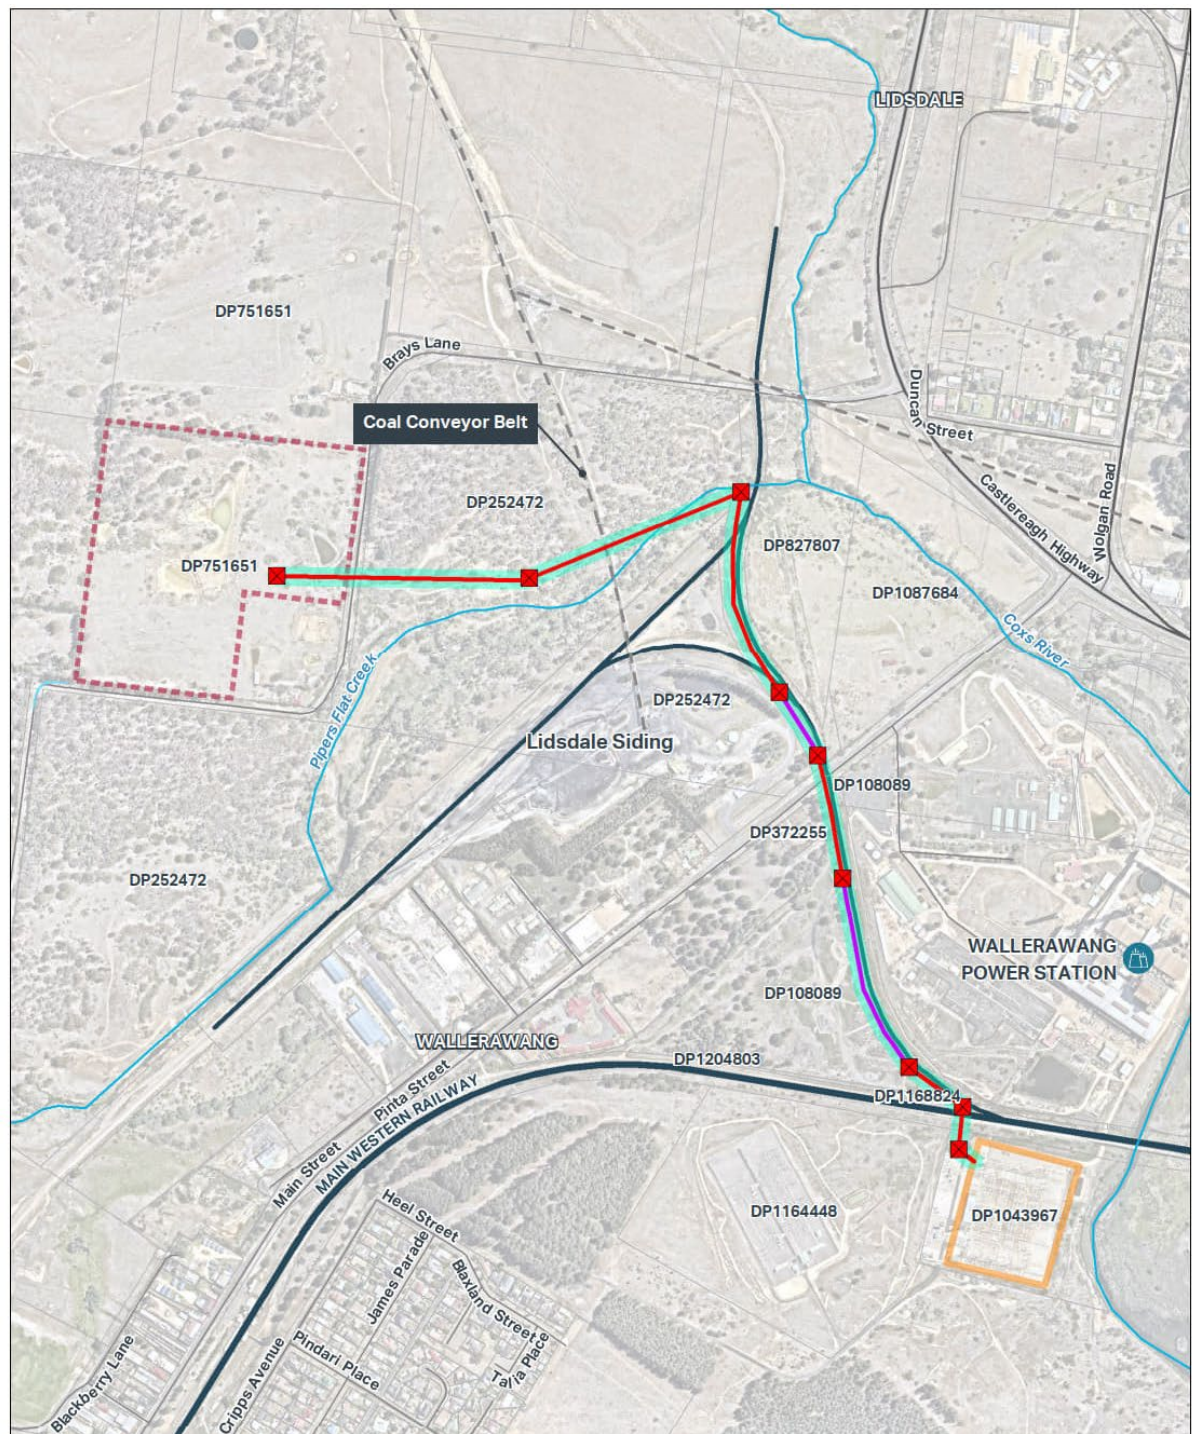 LIDSDALE
DP751651
Brays Lane
Duncan Street
Coal Conveyor Belt
DP252472
Wolgan Road
Castlereagh Highway
DP827807
DP751651
DP1087684
Coxs River
Pipers Flat Creek
DP252472
Lidsdale Siding
DP108089
DP372255
DP252472
WALLERAWANG
POWER STATION
DP108089
WALLERAWANG
DP1204803
Pinta Street
DP1168824
MAIN WESTERN RAILWAY
Main Street
Heel Street
DP1164448
DP1043967
James Parade
Blaxland Street
Pindari Place
Talia Place
Cripps Avenue
Blackberry Lane